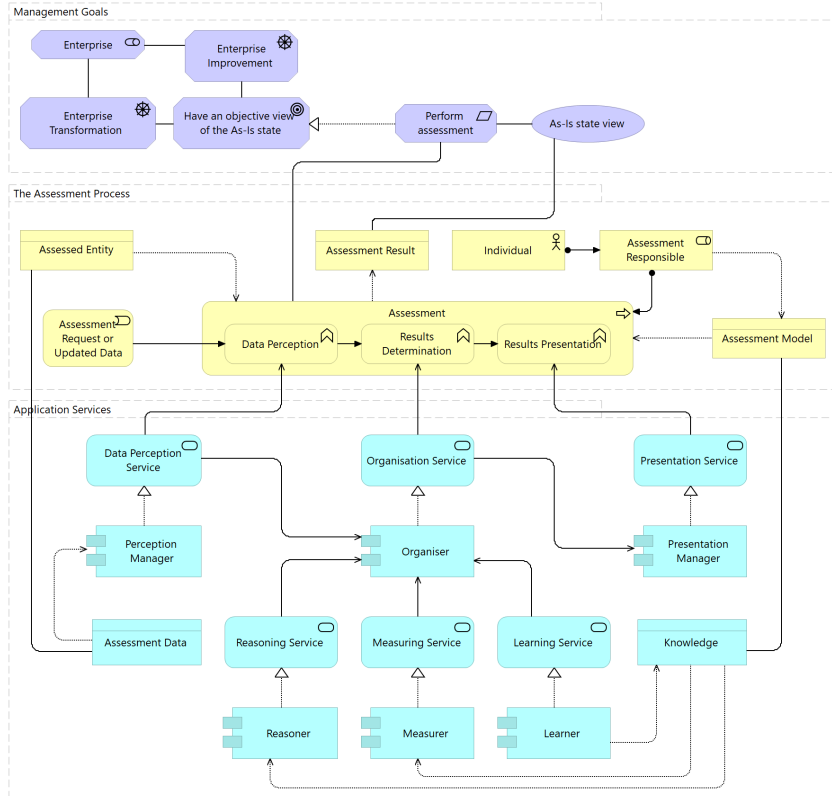 Management Goals
Enterprise
Enterprise
Improvement
Enterprise
Transformation
Have an objective view
of the As-Is state
Perform
assessment
As-Is state view
The Assessment Process
Assessed Entity
Assessment Result
Individual
Assessment
Responsible
Assessment
Request or
Updated Data
Assessment
Data Perception
Results
Determination
Results Presentation
Assessment Model
Application Services
Data Perception
Service
Organisation Service
Presentation Service
Perception
Manager
Organiser
Presentation
Manager
Assessment Data
Reasoning Service
Measuring Service
Learning Service
Knowledge
Reasoner
Measurer
Learner